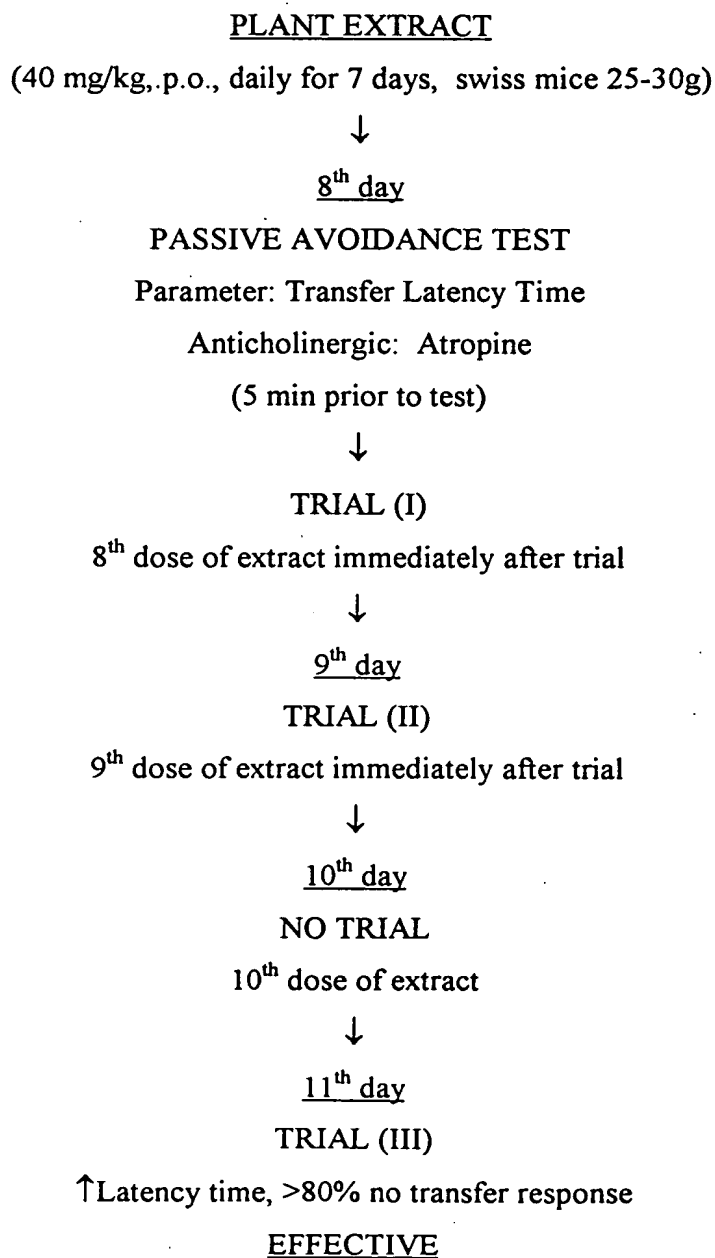 PLANT EXTRACT
(40 mg/kg,.p.o., daily for 7 days, swiss mice 25-30g)
↓
8th day
PASSIVE AVOIDANCE TEST
Parameter: Transfer Latency Time
Anticholinergic: Atropine
(5 min prior to test)
↓
TRIAL (I)
8th dose of extract immediately after trial
↓
9th day
TRIAL (II)
9th dose of extract immediately after trial
↓
10th day
NO TRIAL
10th dose of extract
↓
11th day
TRIAL (III)
↑Latency time, >80% no transfer response
EFFECTIVE